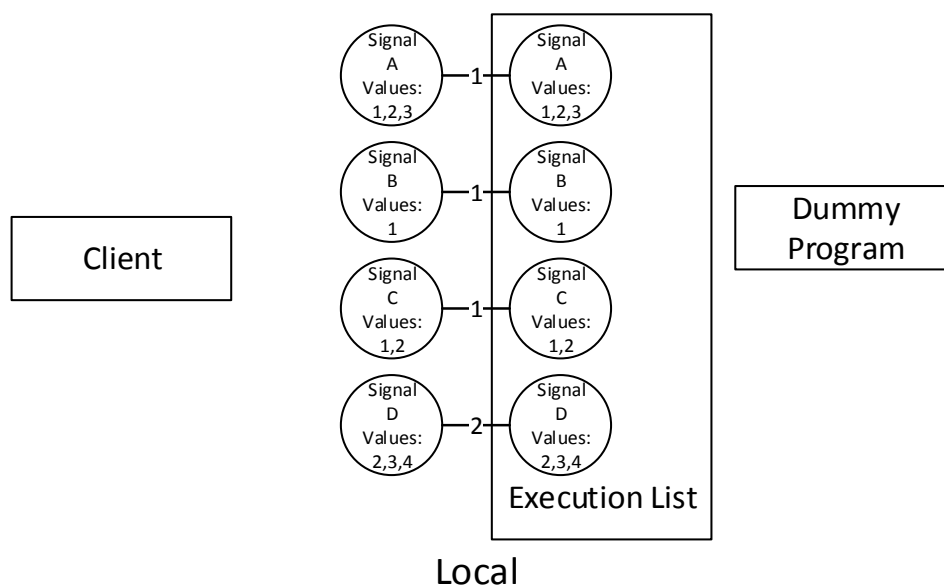 Client
Signal
A
Values:
1,2,3
1
Signal
A
Values:
1,2,3
Signal
B
Values:
1
1
Signal
B
Values:
1
Signal
C
Values:
1,2
1
Signal
C
Values:
1,2
Signal
D
Values:
2,3,4
2
Signal
D
Values:
2,3,4
Execution List
Dummy
Program
Local